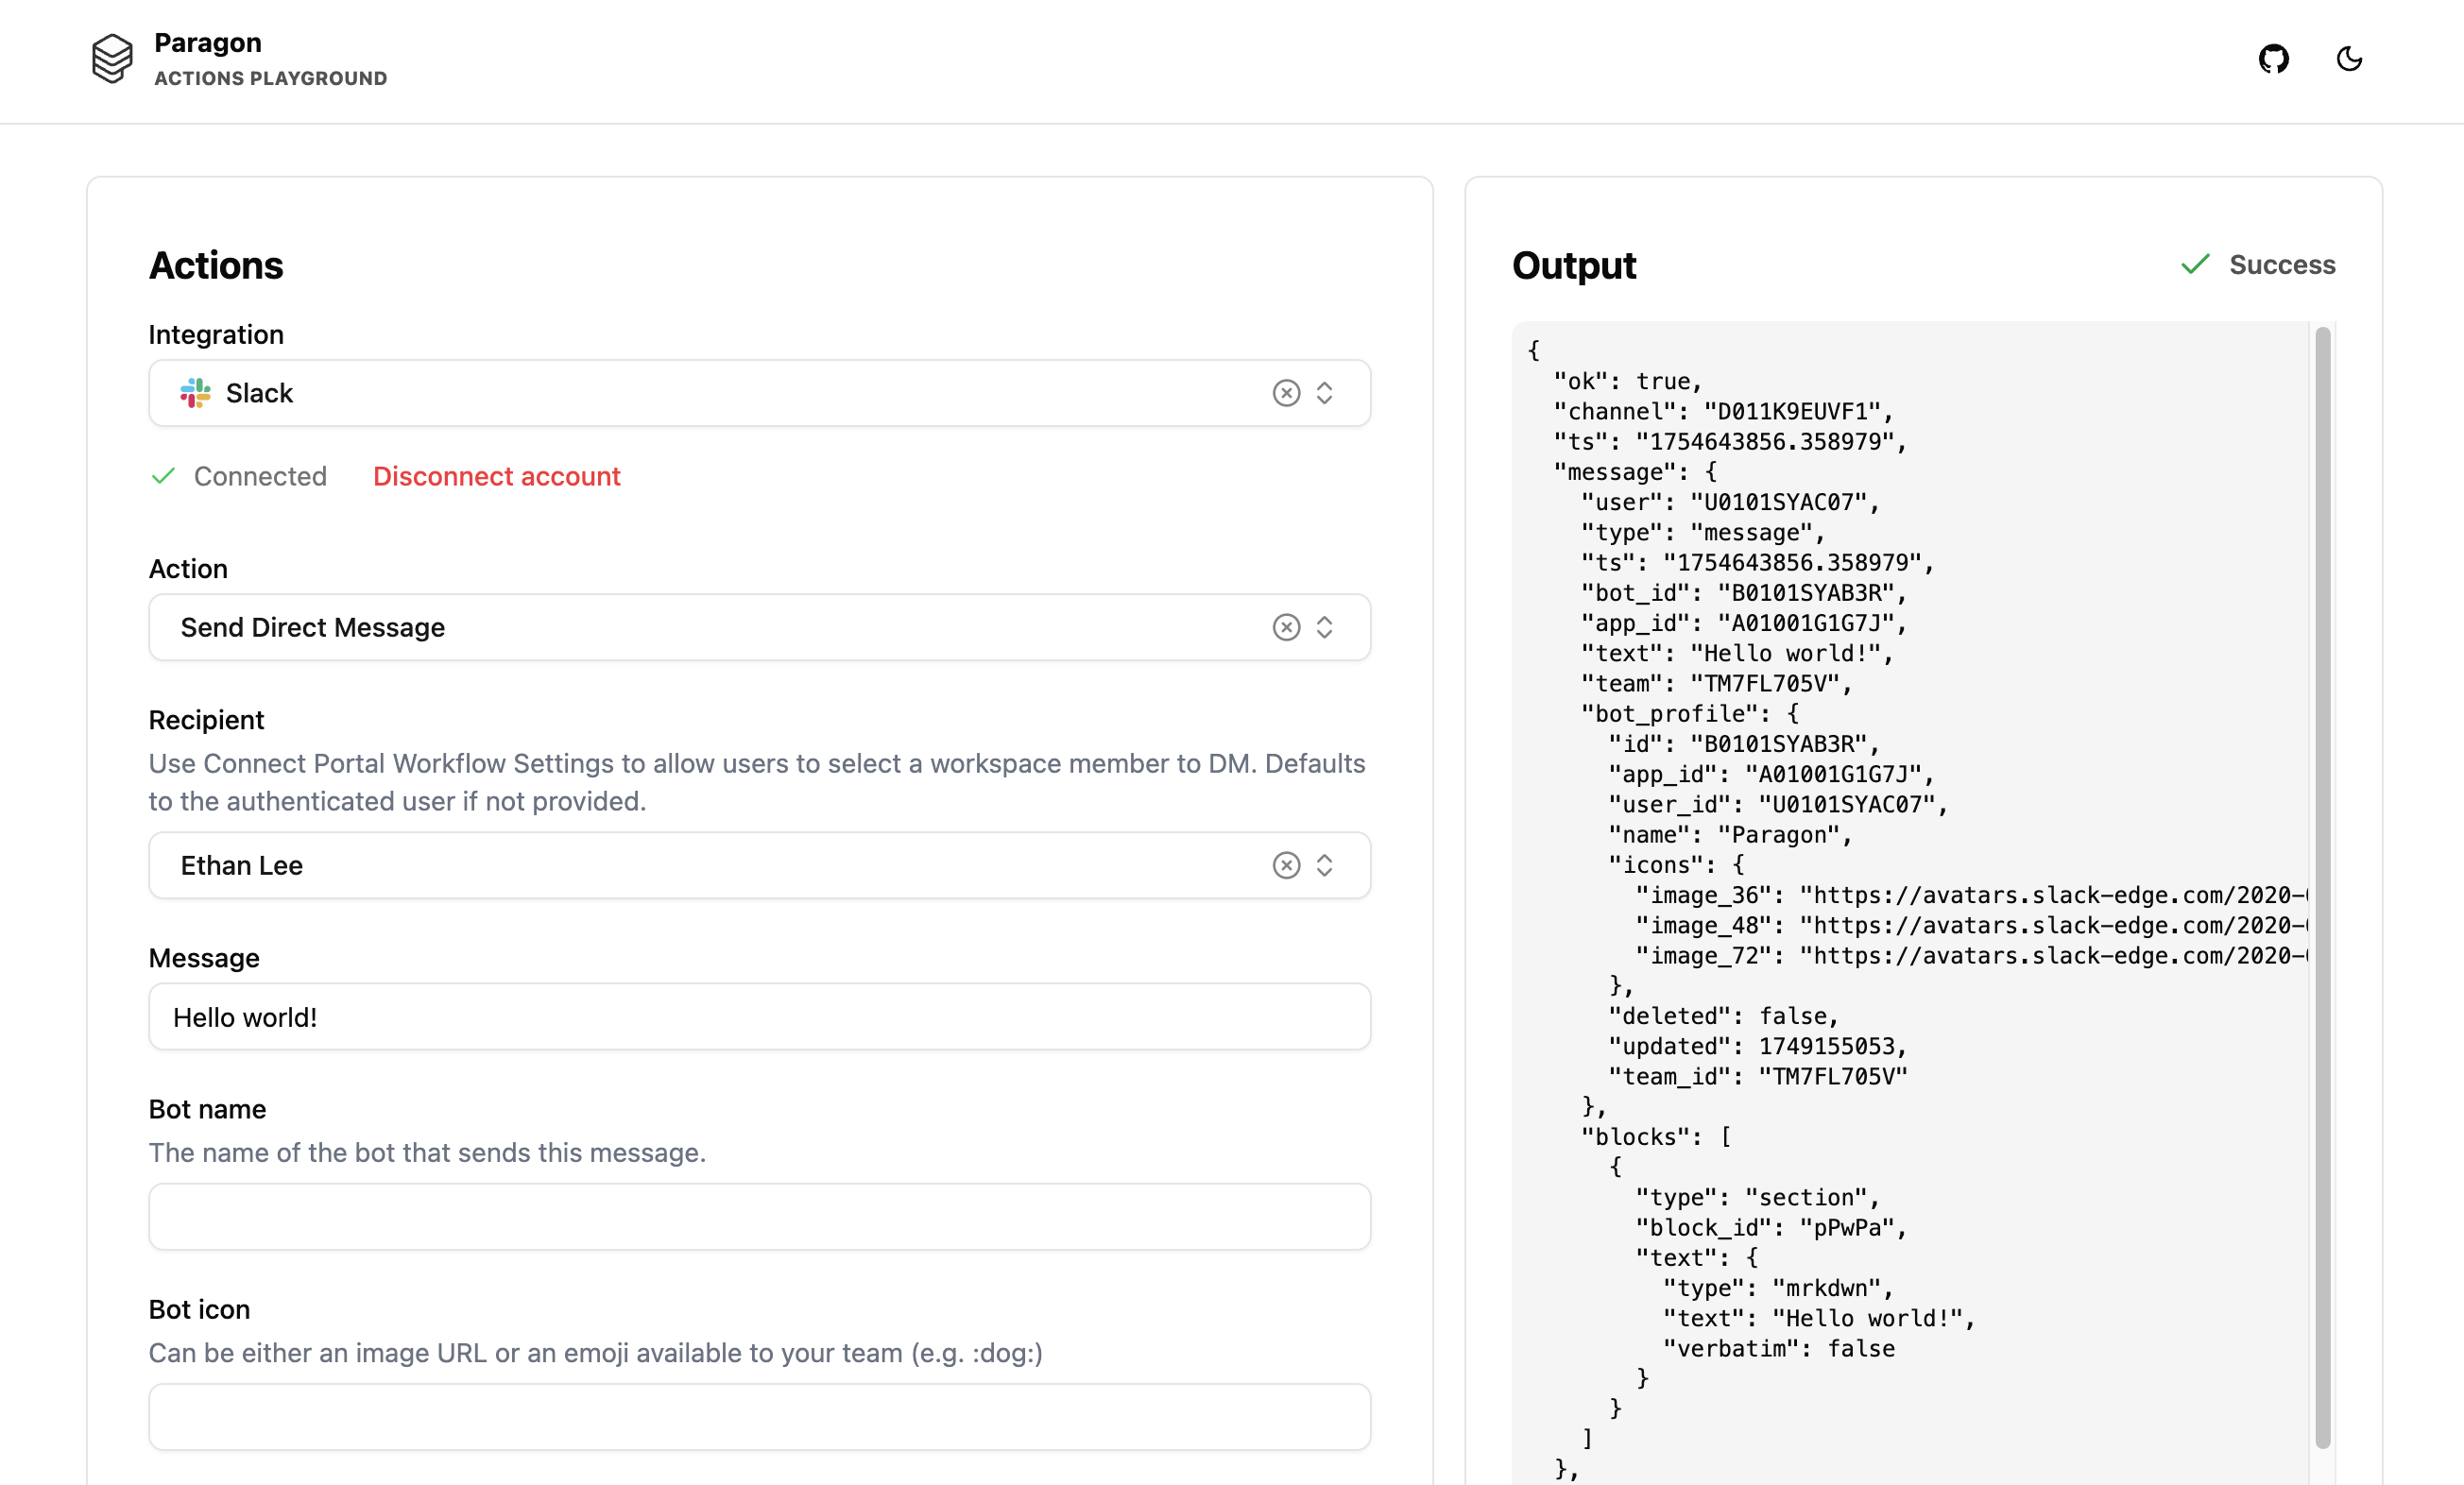 Paragon
ACTIONS PLAYGROUND
Actions
Integration
Slack
Connected Disconnect account
Action
Send Direct Message
Recipient
Use Connect Portal Workflow Settings to allow users to select a workspace member to DM. Defaults
to the authenticated user if not provided.
Ethan Lee
Message
Hello world!
Bot name
The name of the bot that sends this message.
Bot icon
Can be either an image URL or an emoji available to your team (e.g. :dog:)
Output
Success
{
"ok": true,
"channel": "D011K9EUVF1",
"ts": "1754643856.358979",
"message": {
"user": "U0101SYAC07",
"type": "message",
"ts": "1754643856.358979",
"bot_id": "B0101SYAB3R",
"app_id": "A01001G1G7J",
"text": "Hello world!",
"team": "TM7FL705V",
"bot_profile": {
"id": "B0101SYAB3R",
"app_id": "A01001G1G7J",
"user_id": "U0101SYAC07",
"name": "Paragon",
"icons": {
"image_36": "https://avatars.slack-edge.com/2020-
"image_48": "https://avatars.slack-edge.com/2020-
"image_72": "https://avatars.slack-edge.com/2020-
},
"deleted": false,
"updated": 1749155053,
"team_id": "TM7FL705V"
},
"blocks": [
{
"type": "section",
"block_id": "pPwPa",
"text": {
"type": "mrkdwn",
"text": "Hello world!",
"verbatim": false
}
}
]
},